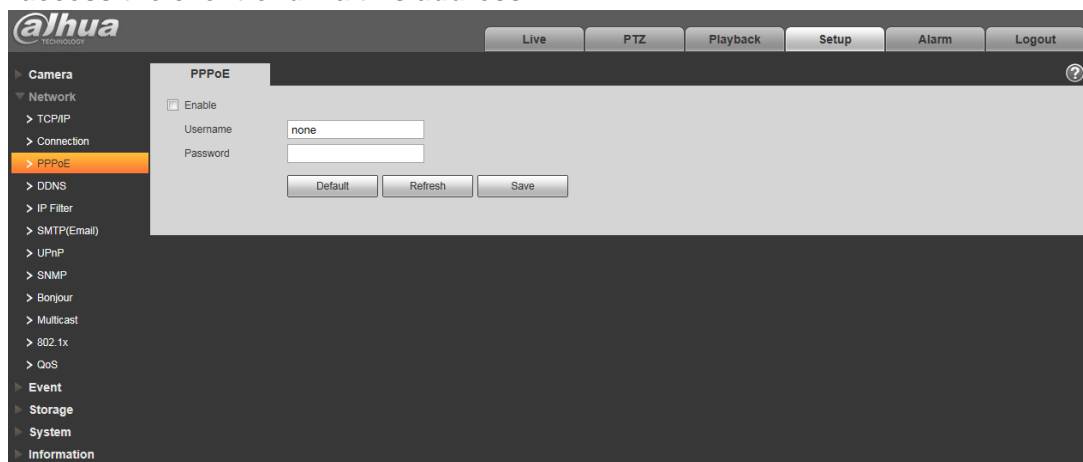 alhua
TECHNOLOGY
Live
PTZ
Playback
Setup
Alarm
Logout
Camera
Network
> TCP/IP
> Connection
> PPPoE
> DDNS
> IP Filter
> SMTP(Email)
> UPnP
> SNMP
> Bonjour
> Multicast
> 802.1x
> QoS
Event
Storage
System
Information
PPPoE
?
Enable
Username none
Password
Default Refresh Save